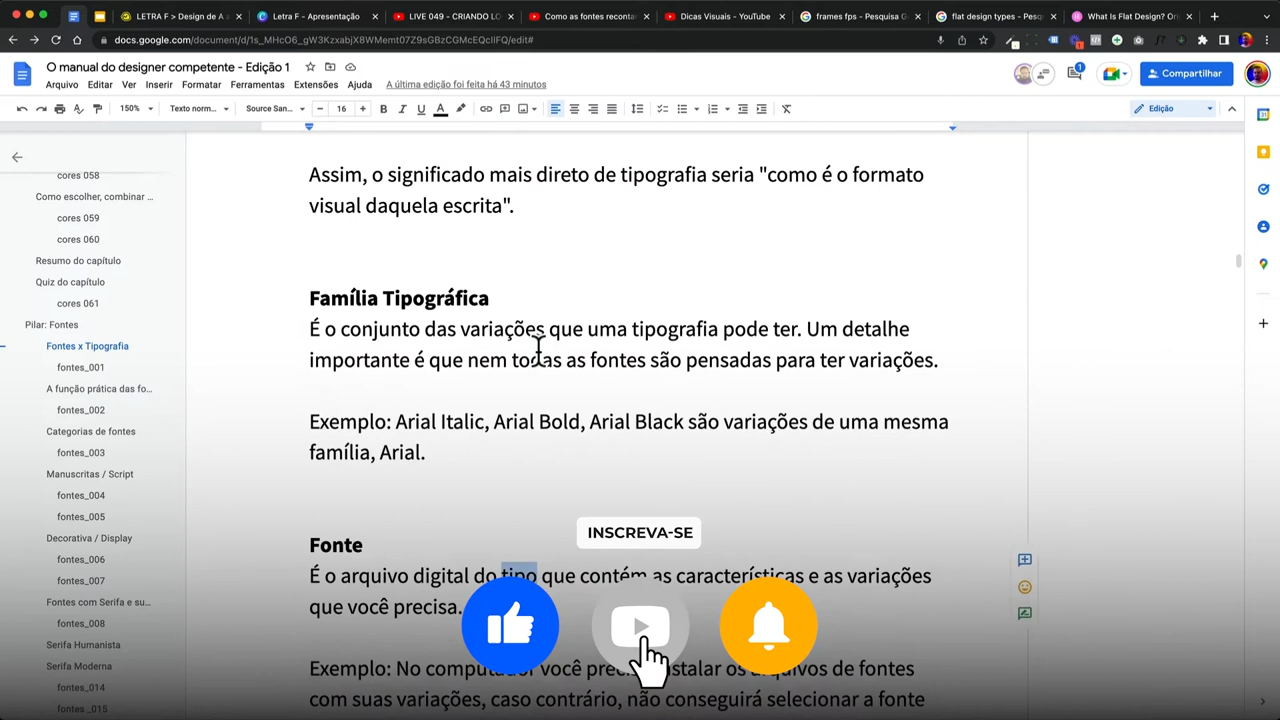 LETRA F > Design de A a
Letra F - Apresentação
LIVE 049 - CRIANDO LO
Como as fontes recontam
Dicas Visuais - YouTube
frames fps - Pesquisa G
flat design types - Pesq
What Is Flat Design? Ori
docs.google.com/document/d/1s_MHcO6_gW3KzxabjX8WMemt07Z9sGBzCGMcEQcIIFQ/edit#
O manual do designer competente - Edição 1
Arquivo Editar Ver Inserir Formatar Ferramentas Extensões Ajuda A última edição foi feita há 43 minutos
1
Compartilhar
150% Texto norm... Source San... 16 Edição
cores 058
Como escolher, combinar ...
cores 059
cores 060
Resumo do capítulo
Quiz do capítulo
cores 061
Pilar: Fontes
Fontes x Tipografia
fontes_001
A função prática das fo...
fontes_002
Categorias de fontes
fontes_003
Manuscritas / Script
fontes_004
fontes_005
Decorativa / Display
fontes_006
fontes_007
Fontes com Serifa e su...
fontes_008
Serifa Humanista
Serifa Moderna
fontes_014
fontes _015
Assim, o significado mais direto de tipografia seria "como é o formato
visual daquela escrita".
Família Tipográfica
É o conjunto das variações que uma tipografia pode ter. Um detalhe
importante é que nem todas as fontes são pensadas para ter variações.
Exemplo: Arial Italic, Arial Bold, Arial Black são variações de uma mesma
família, Arial.
Fonte
INSCREVA-SE
É o arquivo digital do tipo que contém as características e as variações
que você precisa.
Exemplo: No computador você instalar os arquivos de fontes
com suas variações, caso contrário, não conseguirá selecionar a fonte